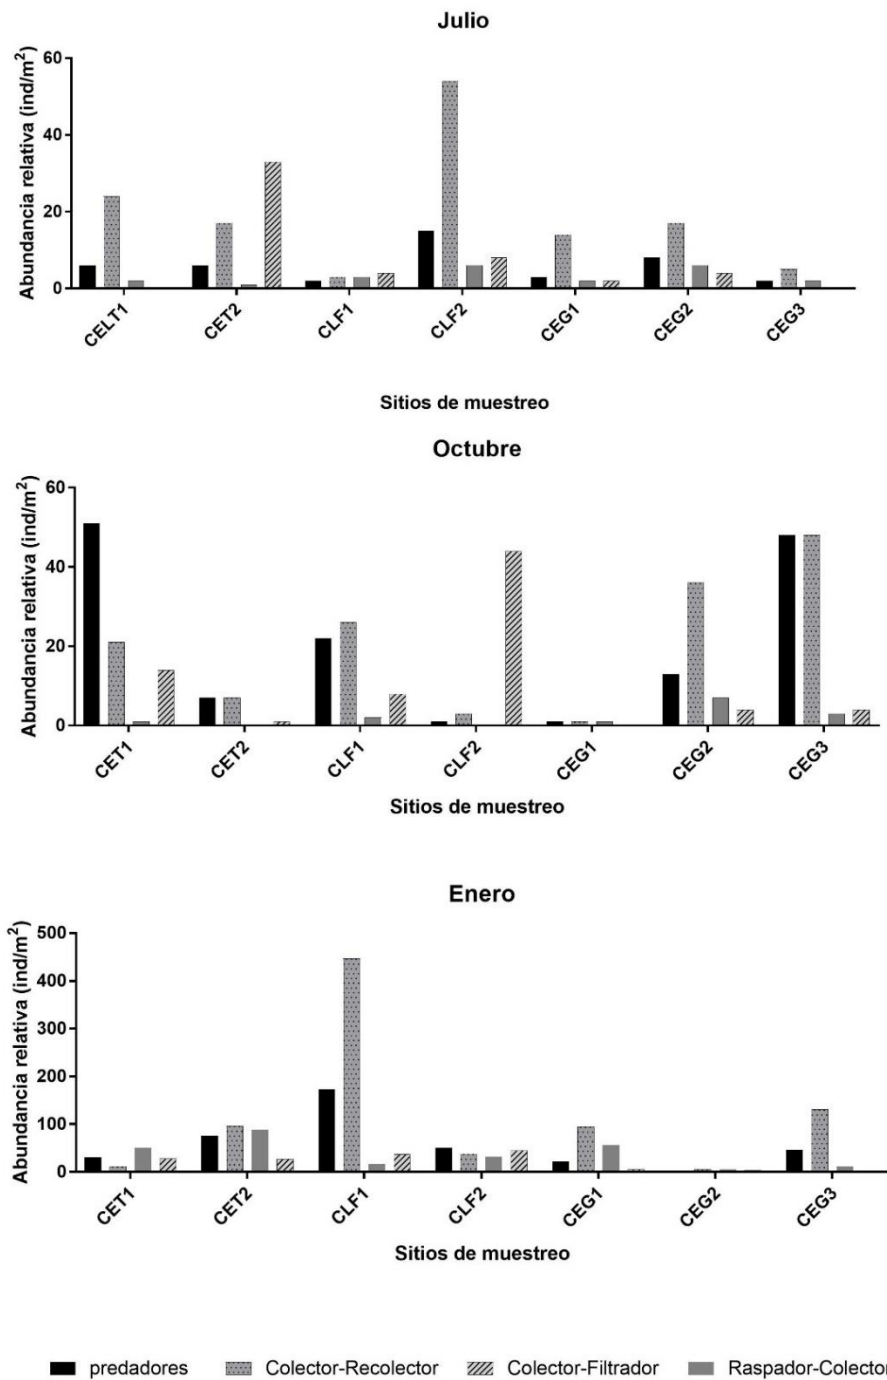 Julio
Abundancia relativa (ind/m²)
60
40
20
0
CELT1 CET2 CLF1 CLF2 CEG1 CEG2 CEG3
Sitios de muestreo
Octubre
Abundancia relativa (ind/m²)
60
40
20
0
CET1 CET2 CLF1 CLF2 CEG1 CEG2 CEG3
Sitios de muestreo
Enero
Abundancia relativa (ind/m²)
500
400
300
200
100
0
CET1 CET2 CLF1 CLF2 CEG1 CEG2 CEG3
Sitios de muestreo
predadores Colector-Recolector Colector-Filtrador Raspador-Colector